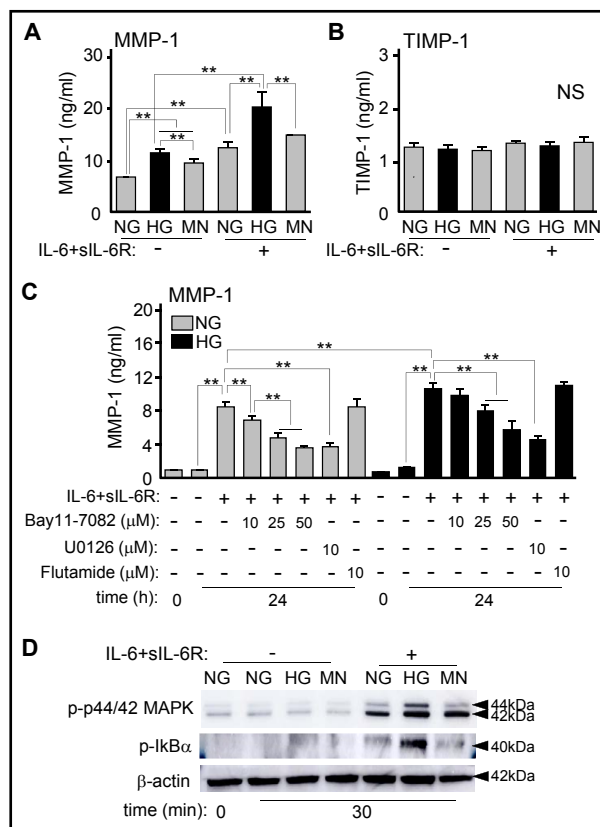 A MMP-1
MMP-1 (ng/ml)
30
20
10
0
** ** ** ** ** **
NG HG MN NG HG MN
IL-6+sIL-6R: - +
B TIMP-1
TIMP-1 (ng/ml)
3
2
1
0
NS
NG HG MN NG HG MN
IL-6+sIL-6R: - +
C MMP-1
MMP-1 (ng/ml)
20
16
12
8
4
0
NG
HG
** ** ** ** ** ** ** **
IL-6+sIL-6R: - - + + + + + + - - + + + + + +
Bay11-7082 (μM) - - - 10 25 50 - - - - - 10 25 50 - -
U0126 (μM) - - - - - - 10 - - - - - - - 10 -
Flutamide (μM) - - - - - - - 10 - - - - - - - 10
time (h) 0 24 0 24
D
IL-6+sIL-6R: - +
NG NG HG MN NG HG MN
p-p44/42 MAPK 44kDa
42kDa
p-IkBα 40kDa
β-actin 42kDa
time (min): 0 30